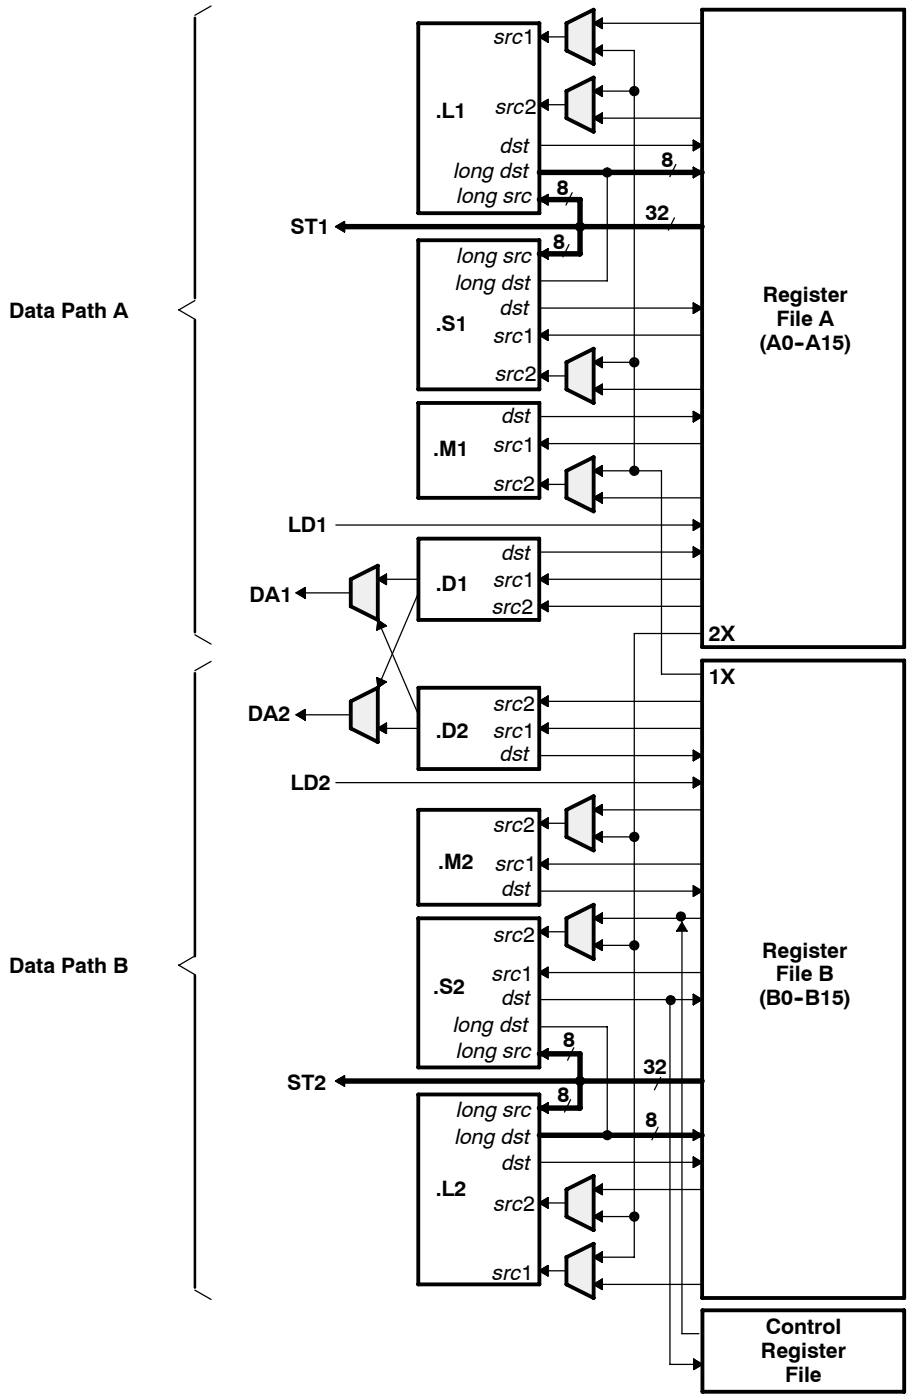 src1
.L1
src2
dst
long dst
8
long src
8
ST1
32
8
long src
long dst
dst
.S1
src1
src2
Data Path A
Register
File A
(A0-A15)
dst
.M1
src1
src2
LD1
dst
DA1
.D1
src1
src2
2X
1X
DA2
src2
.D2
src1
dst
LD2
src2
.M2
src1
dst
src2
.S2
src1
dst
long dst
8
long src
Data Path B
Register
File B
(B0-B15)
ST2
32
8
long src
long dst
8
dst
.L2
src2
src1
Control
Register
File